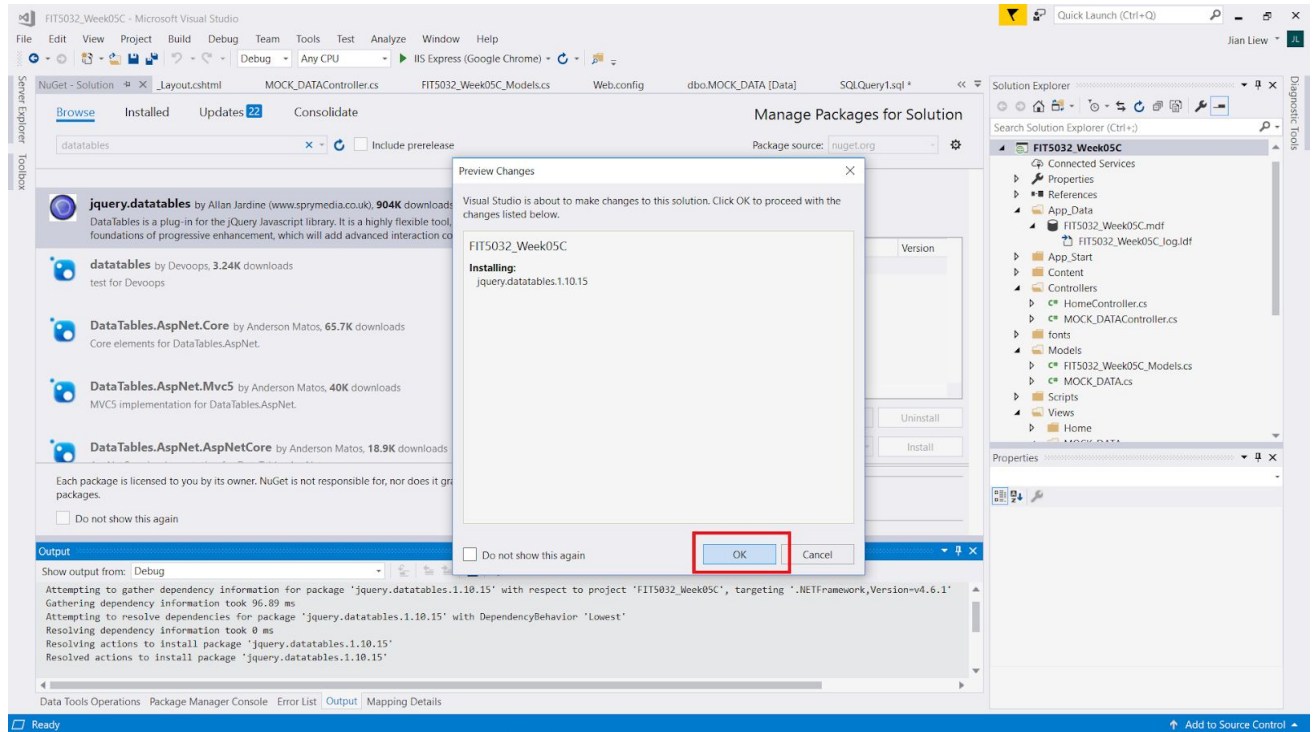 FIT5032_Week05C - Microsoft Visual Studio
Quick Launch (Ctrl+Q)
File Edit View Project Build Debug Team Tools Test Analyze Window Help
Jian Liew
JL
Debug Any CPU IIS Express (Google Chrome)
Server Explorer
Toolbox
NuGet - Solution _Layout.cshtml MOCK_DATAController.cs FIT5032_Week05C_Models.cs Web.config dbo.MOCK_DATA [Data] SQLQuery1.sql *
Browse Installed Updates 22 Consolidate
Manage Packages for Solution
datatables
Include prerelease
Package source: nuget.org
jquery.datatables by Allan Jardine (www.sprymedia.co.uk), 904K downloads
DataTables is a plug-in for the jQuery Javascript library. It is a highly flexible tool,
foundations of progressive enhancement, which will add advanced interaction co
datatables by Devoops, 3.24K downloads
test for Devoops
DataTables.AspNet.Core by Anderson Matos, 65.7K downloads
Core elements for DataTables.AspNet.
DataTables.AspNet.Mvc5 by Anderson Matos, 40K downloads
MVC5 implementation for DataTables.AspNet.
DataTables.AspNet.AspNetCore by Anderson Matos, 18.9K downloads
Each package is licensed to you by its owner. NuGet is not responsible for, nor does it gra
packages.
Do not show this again
Version
Uninstall
Install
Preview Changes
Visual Studio is about to make changes to this solution. Click OK to proceed with the
changes listed below.
FIT5032_Week05C
Installing:
jquery.datatables.1.10.15
Do not show this again
OK Cancel
Output
Show output from: Debug
Attempting to gather dependency information for package 'jquery.datatables.1.10.15' with respect to project 'FIT5032_Week05C', targeting '.NETFramework,Version=v4.6.1'
Gathering dependency information took 96.89 ms
Attempting to resolve dependencies for package 'jquery.datatables.1.10.15' with DependencyBehavior 'Lowest'
Resolving dependency information took 0 ms
Resolving actions to install package 'jquery.datatables.1.10.15'
Resolved actions to install package 'jquery.datatables.1.10.15'
Data Tools Operations Package Manager Console Error List Output Mapping Details
Solution Explorer
Search Solution Explorer (Ctrl+;)
FIT5032_Week05C
Connected Services
Properties
References
App_Data
FIT5032_Week05C.mdf
FIT5032_Week05C_log.ldf
App_Start
Content
Controllers
C# HomeController.cs
C# MOCK_DATAController.cs
fonts
Models
C# FIT5032_Week05C_Models.cs
C# MOCK_DATA.cs
Scripts
Views
Home
MOCK_DATA
Properties
Diagnostic Tools
Ready
Add to Source Control